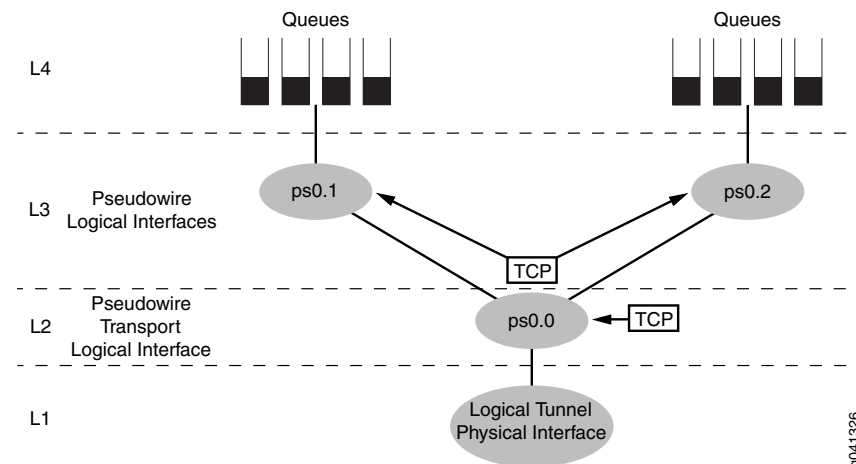 Queues
Queues
L4
L3
Pseudowire
Logical Interfaces
ps0.1
ps0.2
TCP
L2
Pseudowire
Transport
Logical Interface
ps0.0
TCP
L1
Logical Tunnel
Physical Interface
g041326